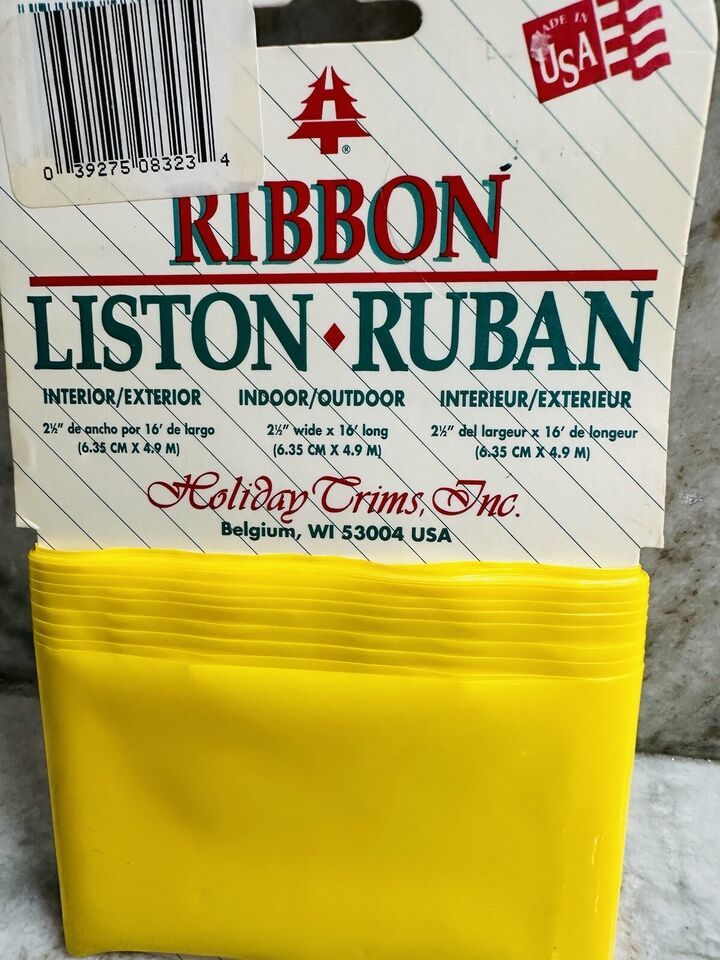 MADE IN
USA
0 39275 08323 4
H
®
RIBBON
LISTON♦RUBAN
INTERIOR/EXTERIOR INDOOR/OUTDOOR INTERIEUR/EXTERIEUR
2½" de ancho por 16' de largo 2½" wide x 16' long 2½" del largeur x 16' de longeur
(6.35 CM X 4.9 M) (6.35 CM X 4.9 M) (6.35 CM X 4.9 M)
Holiday Trims, Inc.
Belgium, WI 53004 USA